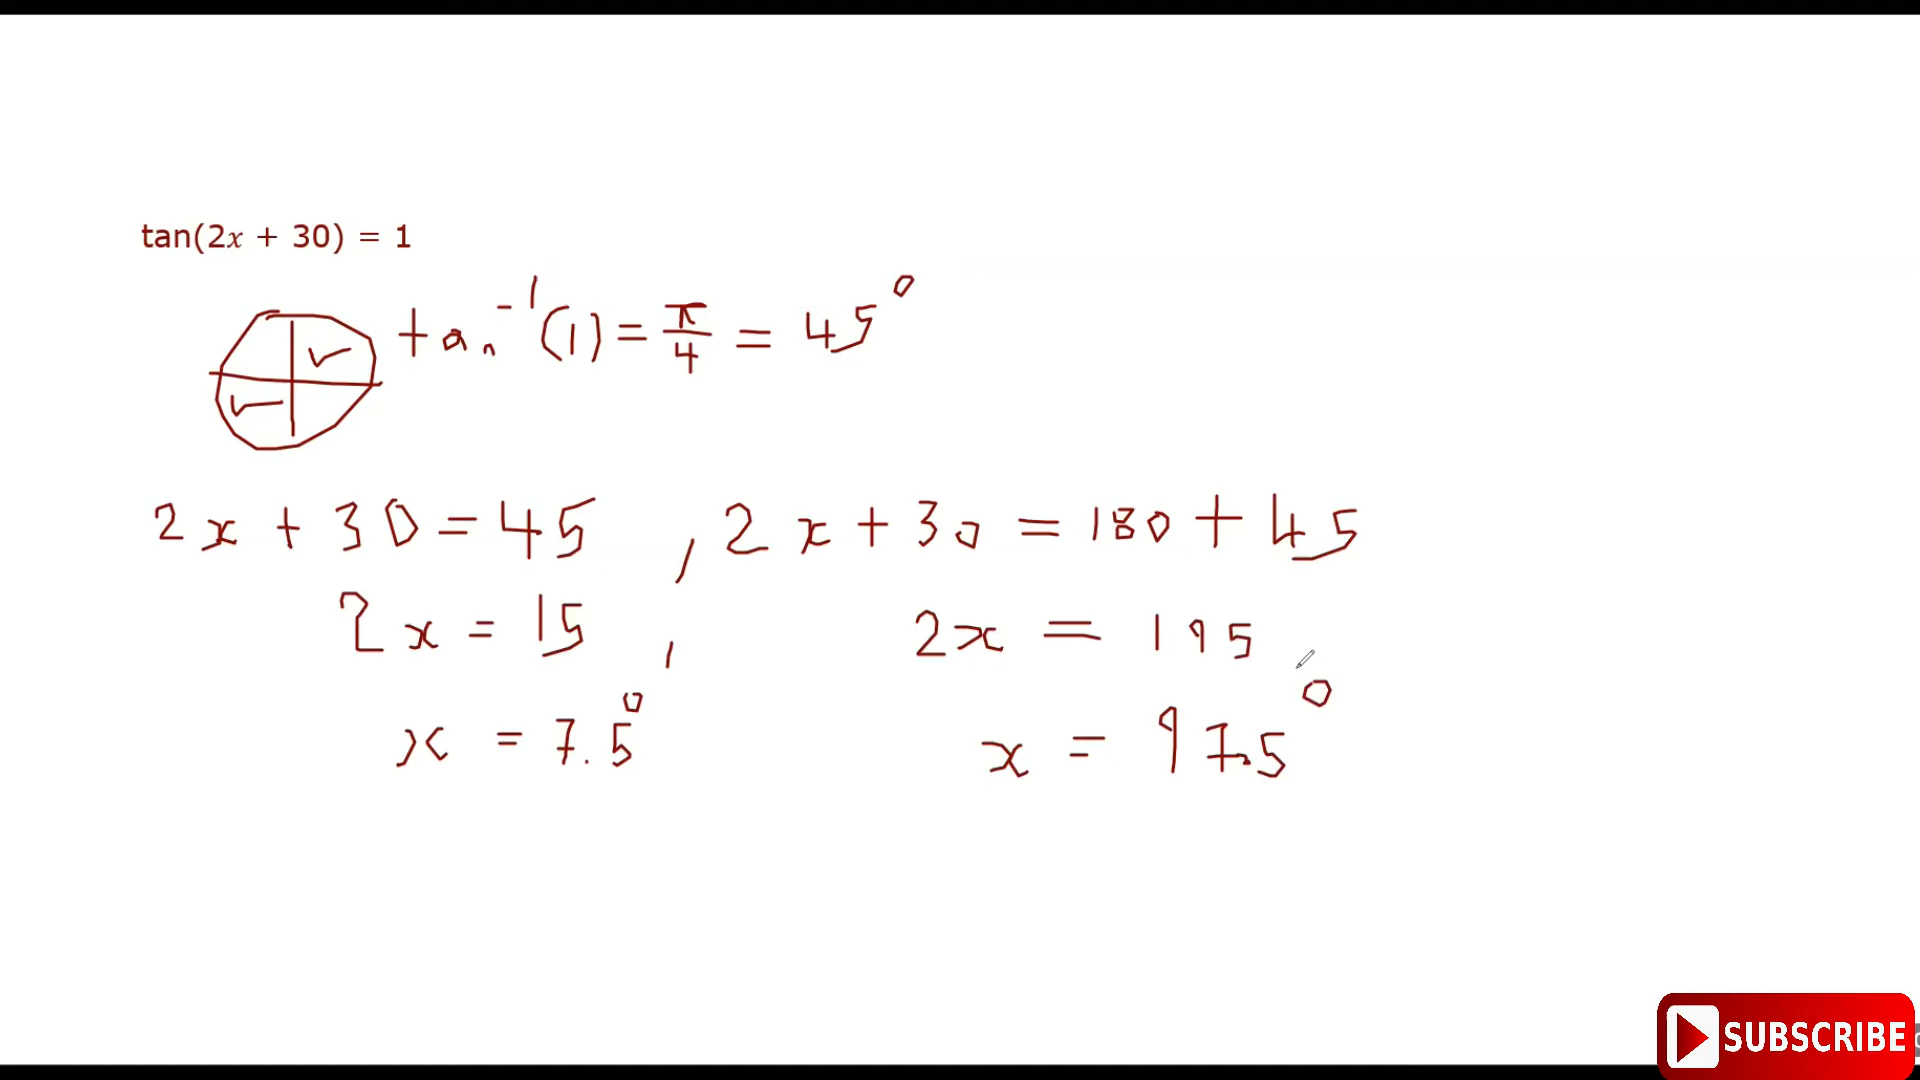 tan(2x + 30) = 1
tan⁻¹(1) = π/4 = 45°
2x + 30 = 45 , 2x + 30 = 180 + 45
2x = 15 , 2x = 195
x = 7.5° x = 97.5°
SUBSCRIBE